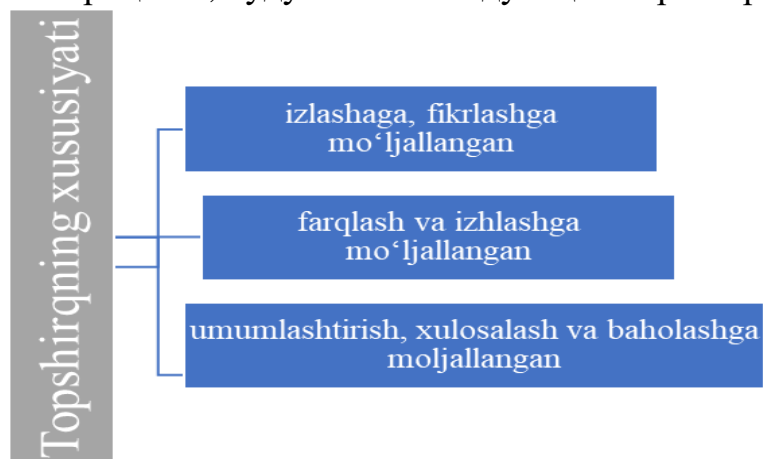 Topshirqning xususiyati
izlashaga, fikrlashga
mo‘ljallangan
farqlash va izhlashga
mo‘ljallangan
umumlashtirish, xulosalash va baholashga
moljallangan